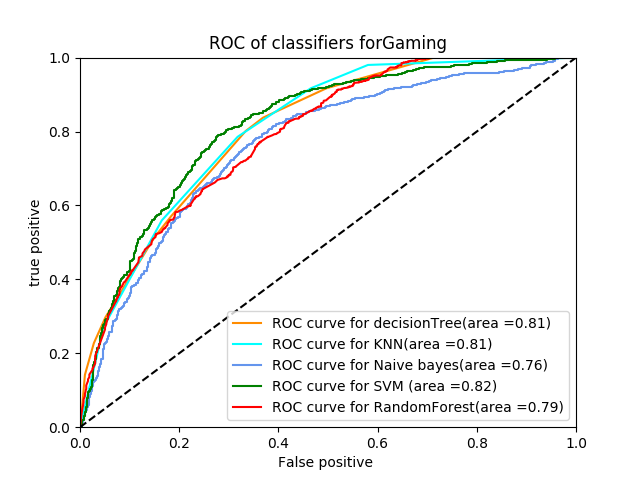 ROC of classifiers forGaming
true positive
1.0
0.8
0.6
0.4
0.2
0.0
ROC curve for decisionTree(area =0.81)
ROC curve for KNN(area =0.81)
ROC curve for Naive bayes(area =0.76)
ROC curve for SVM (area =0.82)
ROC curve for RandomForest(area =0.79)
0.0 0.2 0.4 0.6 0.8 1.0
False positive